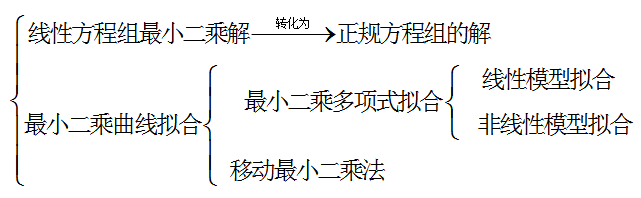 线性方程组最小二乘解 转化为 正规方程组的解
最小二乘曲线拟合
最小二乘多项式拟合
线性模型拟合
非线性模型拟合
移动最小二乘法